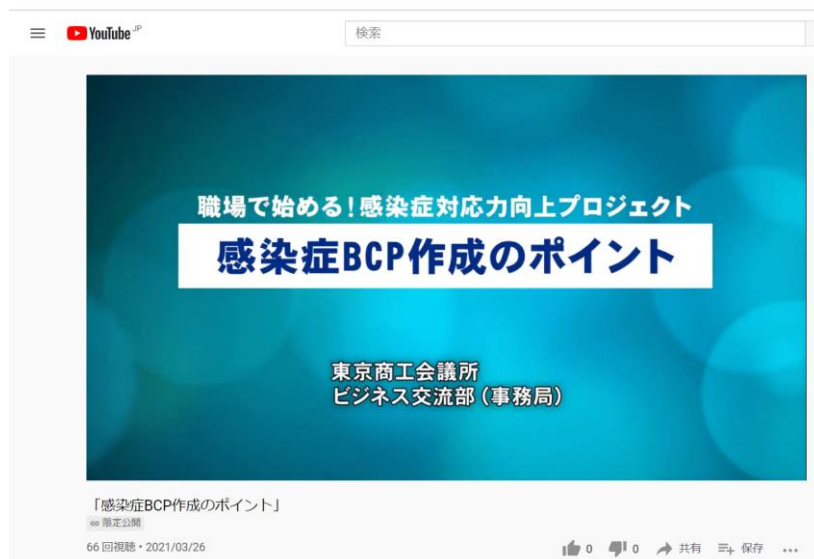 YouTube JP
検索
職場で始める!感染症対応力向上プロジェクト
感染症BCP作成のポイント
東京商工会議所
ビジネス交流部(事務局)
「感染症BCP作成のポイント」
限定公開
66 回視聴・2021/03/26
0 0 共有 保存